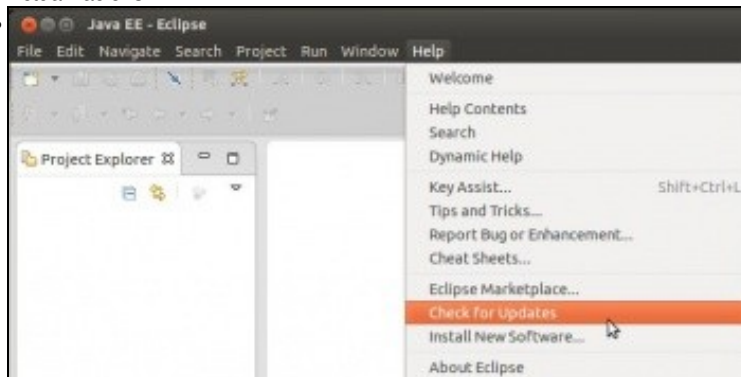 Java EE - Eclipse
File Edit Navigate Search Project Run Window Help
Welcome
Help Contents
Search
Dynamic Help
Project Explorer
Key Assist... Shift+Ctrl+L
Tips and Tricks...
Report Bug or Enhancement...
Cheat Sheets...
Eclipse Marketplace...
Check for Updates
Install New Software...
About Eclipse